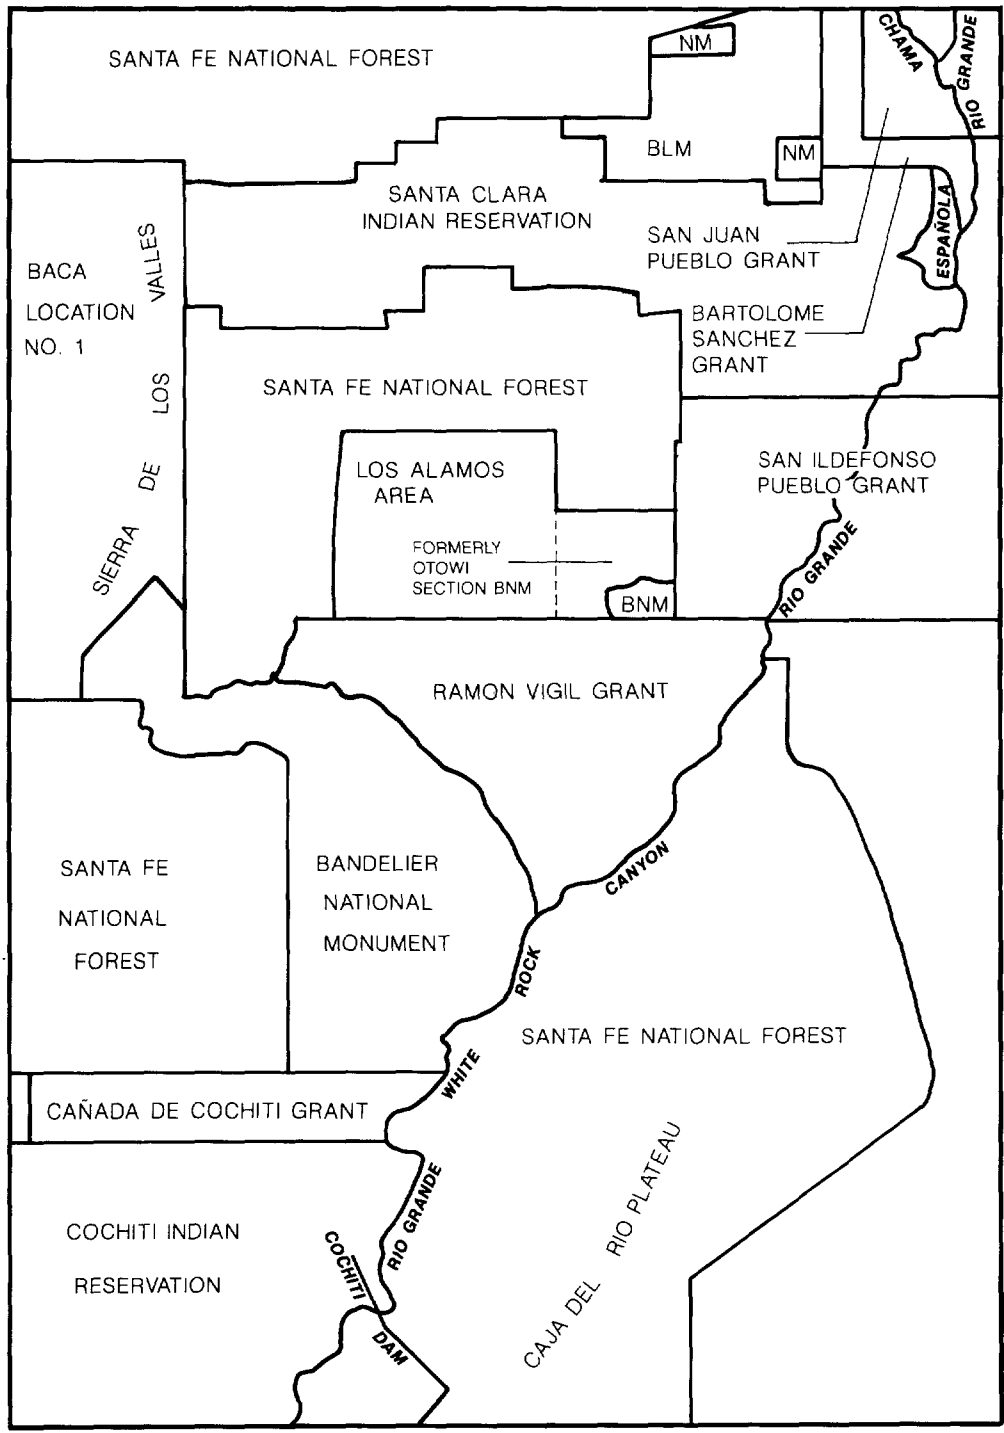 SANTA FE NATIONAL FOREST
NM
CHAMA
RIO GRANDE
RIO
BLM
NM
SANTA CLARA
INDIAN RESERVATION
SAN JUAN
PUEBLO GRANT
ESPAÑOLA
BACA
LOCATION
NO. 1
SIERRA DE LOS VALLES
BARTOLOME
SANCHEZ
GRANT
SANTA FE NATIONAL FOREST
LOS ALAMOS
AREA
SAN ILDEFONSO
PUEBLO GRANT
FORMERLY
OTOWI
SECTION BNM
BNM
RIO GRANDE
RAMON VIGIL GRANT
SANTA FE
NATIONAL
FOREST
BANDELIER
NATIONAL
MONUMENT
WHITE ROCK CANYON
SANTA FE NATIONAL FOREST
CAÑADA DE COCHITI GRANT
COCHITI INDIAN
RESERVATION
RIO GRANDE
COCHITI
DAM
CAJA DEL RIO PLATEAU